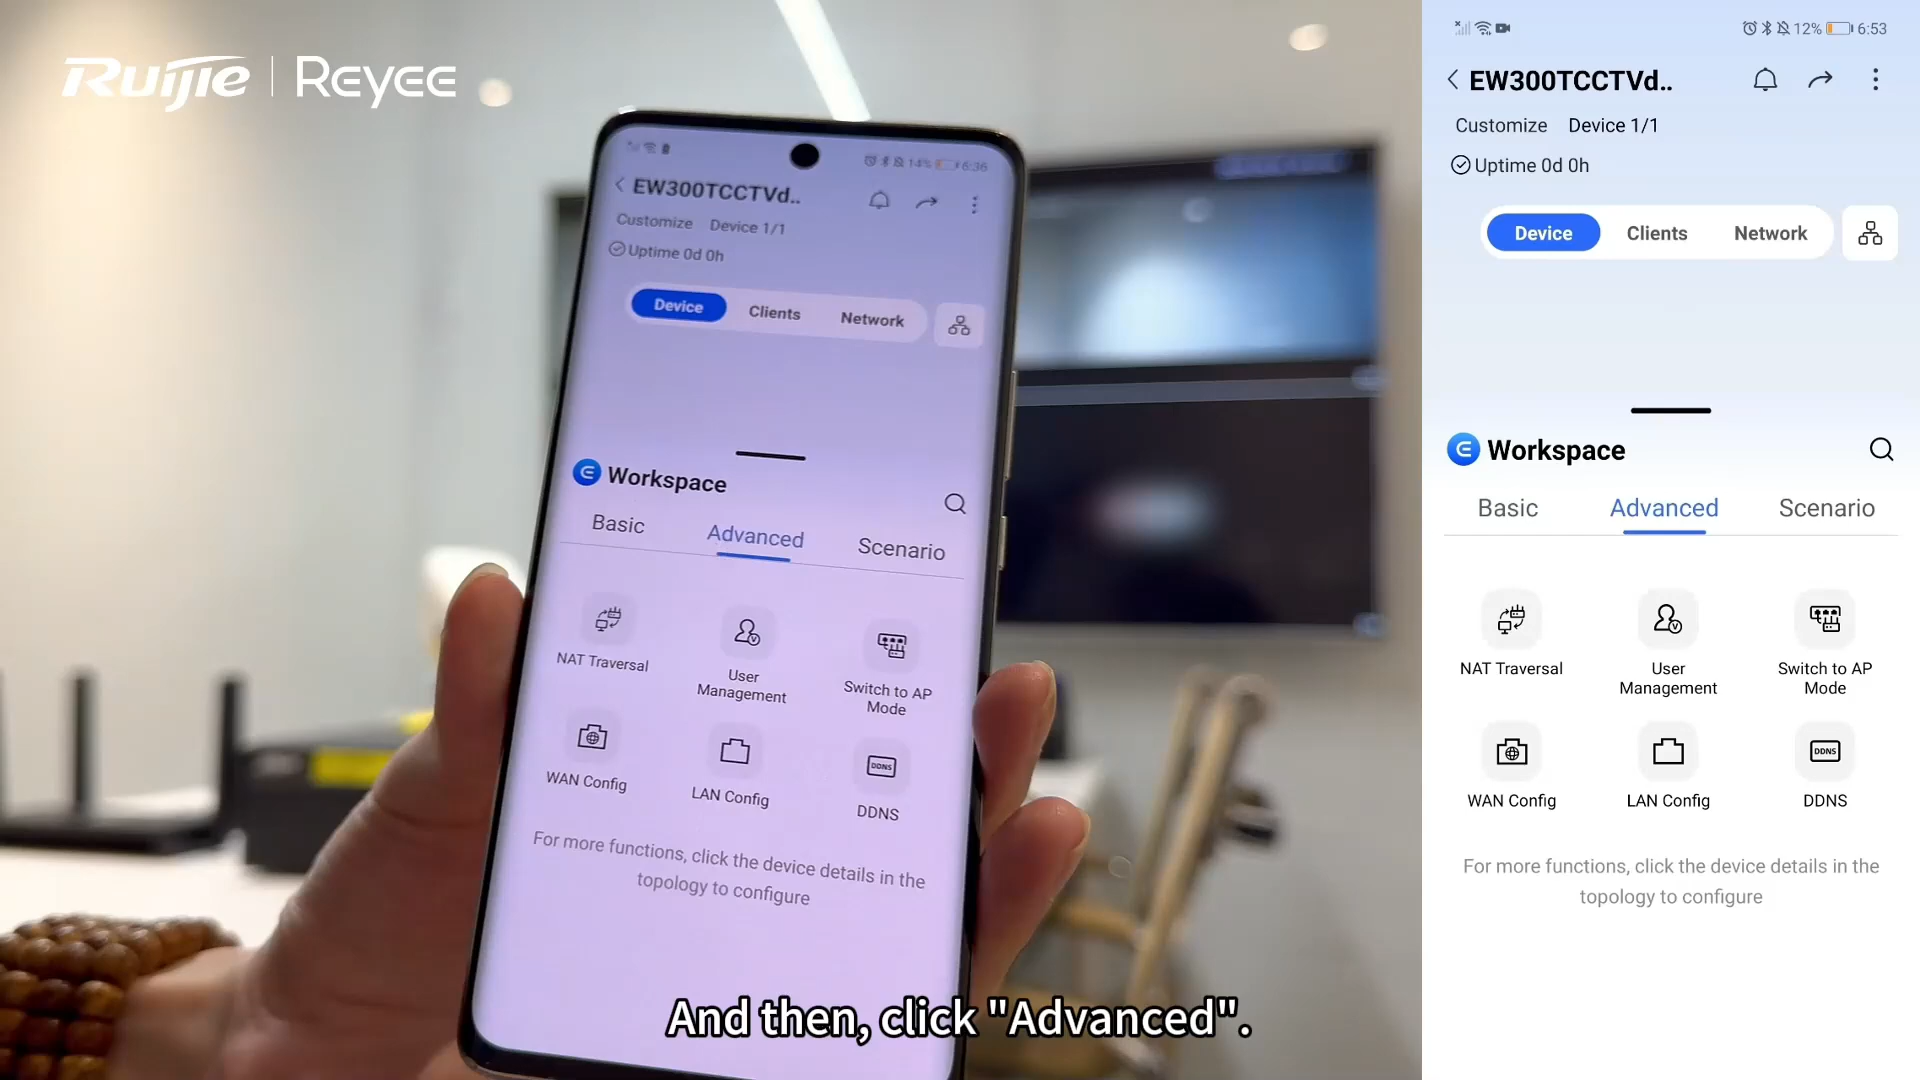 Ruijie | Reyee
14% 6:36
EW300TCCTVd..
Customize Device 1/1
Uptime 0d 0h
Device Clients Network
Workspace
Basic Advanced Scenario
NAT Traversal
User
Management
Switch to AP
Mode
WAN Config
LAN Config
DDNS
DDNS
For more functions, click the device details in the
topology to configure
And then, click "Advanced".
12% 6:53
EW300TCCTVd..
Customize Device 1/1
Uptime 0d 0h
Device Clients Network
Workspace
Basic Advanced Scenario
NAT Traversal
User
Management
Switch to AP
Mode
WAN Config
LAN Config
DDNS
DDNS
For more functions, click the device details in the
topology to configure